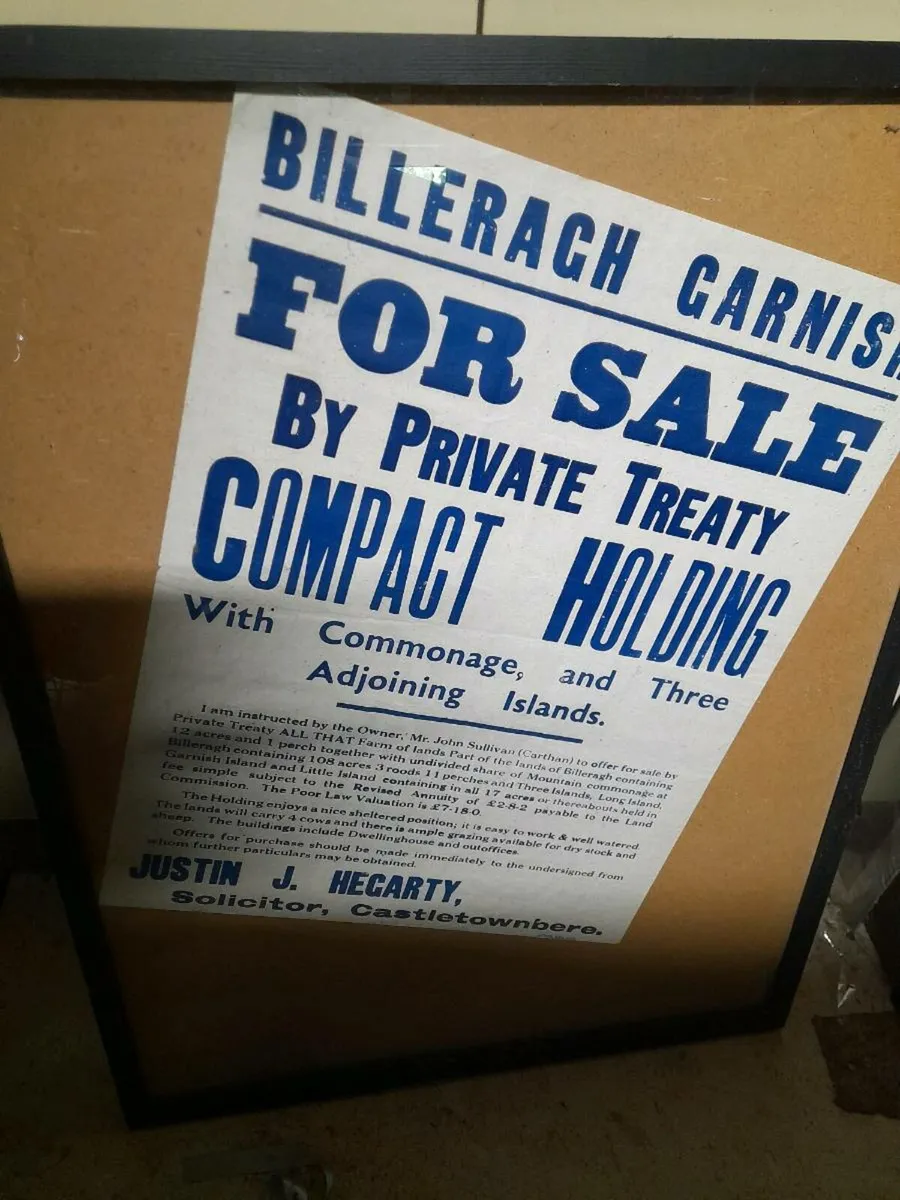 BILLERAGH GARNISH
FOR SALE
BY PRIVATE TREATY
COMPACT HOLDING
With Commonage, and Three
Adjoining Islands.
I am instructed by the Owner, Mr. John Sullivan (Carthan) to offer for sale by
Private Treaty ALL THAT Farm of lands Part of the lands of Billeragh containing
12 acres and 1 perch together with undivided share of Mountain commonage at
Billeragh containing 108 acres 3 roods 11 perches and Three Islands, Long Island,
Garnish Island and Little Island containing in all 17 acres or thereabouts held in
fee simple subject to the Revised Annuity of £2-8-2 payable to the Land
Commission. The Poor Law Valuation is £7-18-0.
The Holding enjoys a nice sheltered position; it is easy to work & well watered
The lands will carry 4 cows and there is ample grazing available for dry stock and
sheep. The buildings include Dwellinghouse and outoffices.
Offers for purchase should be made immediately to the undersigned from
whom further particulars may be obtained.
JUSTIN J. HEGARTY,
Solicitor, Castletownbere.